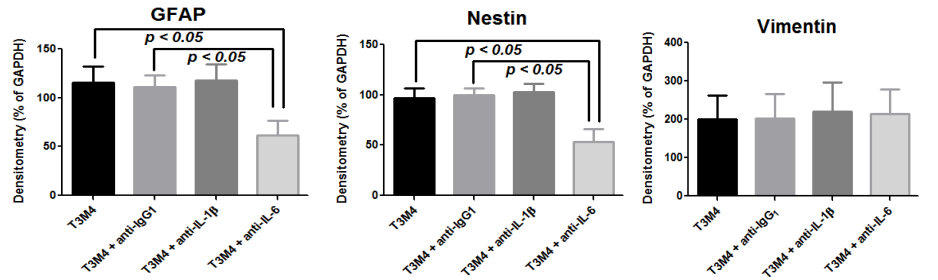 GFAP
p < 0.05
p < 0.05
Densitometry (% of GAPDH)
150
100
50
0
T3M4
T3M4 + anti-IgG1
T3M4 + anti-IL-1β
T3M4 + anti-IL-6
Nestin
p < 0.05
p < 0.05
Densitometry (% of GAPDH)
150
100
50
0
T3M4
T3M4 + anti-IgG1
T3M4 + anti-IL-1β
T3M4 + anti-IL-6
Vimentin
Densitometry (% of GAPDH)
400
300
200
100
0
T3M4
T3M4 + anti-IgG₁
T3M4 + anti-IL-1β
T3M4 + anti-IL-6